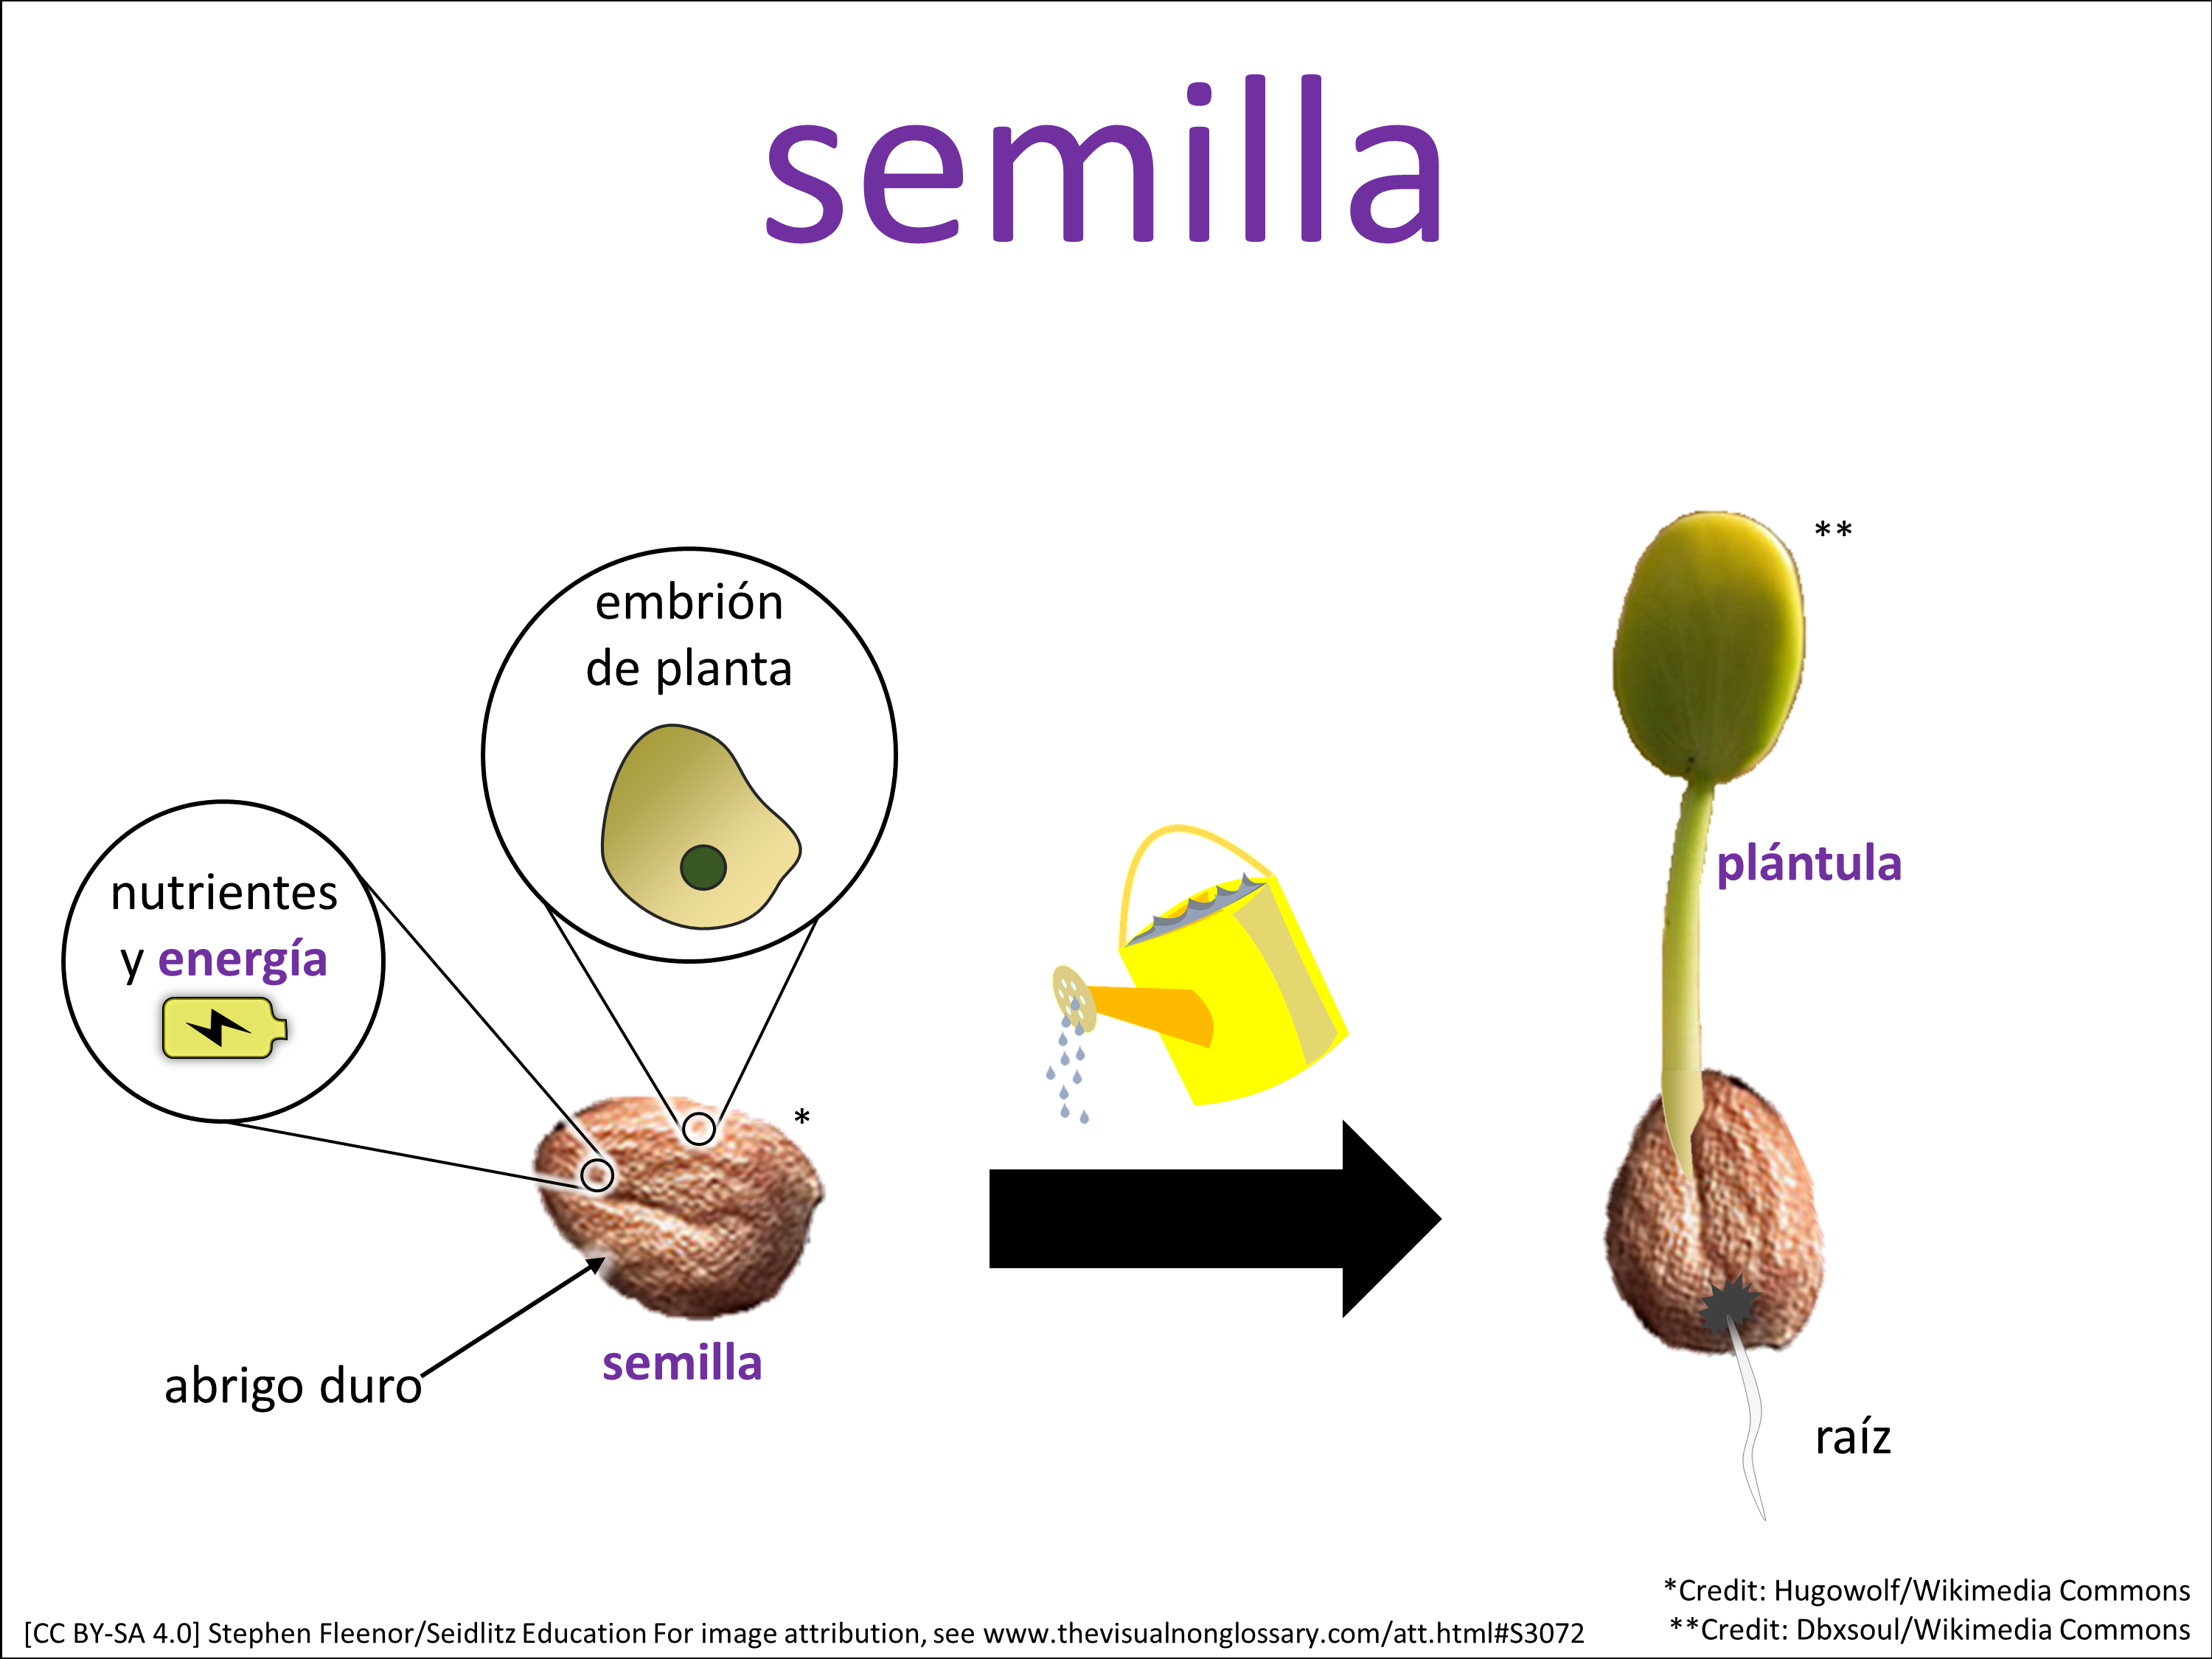 semilla
**
embrión
de planta
plántula
nutrientes
y energía
*
semilla
abrigo duro
raíz
*Credit: Hugowolf/Wikimedia Commons
[CC BY-SA 4.0] Stephen Fleenor/Seidlitz Education For image attribution, see www.thevisualnonglossary.com/att.html#S3072
**Credit: Dbxsoul/Wikimedia Commons